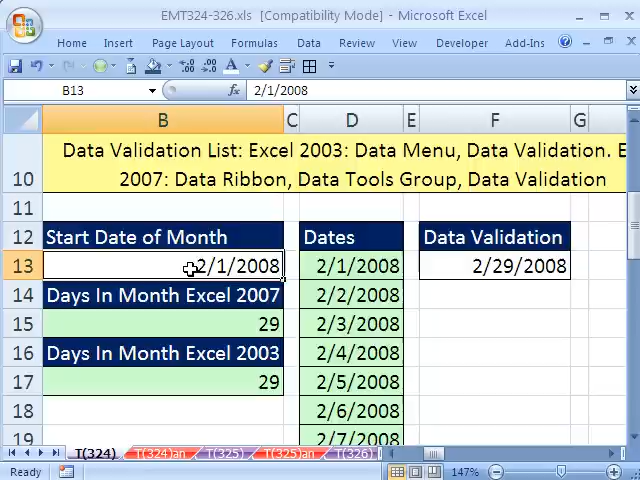 EMT324-326.xls [Compatibility Mode] - Microsoft Excel
Home Insert Page Layout Formulas Data Review View Developer Add-Ins
B13 fx 2/1/2008
B C D E F G
10 Data Validation List: Excel 2003: Data Menu, Data Validation. E
2007: Data Ribbon, Data Tools Group, Data Validation
11
12 Start Date of Month Dates Data Validation
13 2/1/2008 2/1/2008 2/29/2008
14 Days In Month Excel 2007 2/2/2008
15 29 2/3/2008
16 Days In Month Excel 2003 2/4/2008
17 29 2/5/2008
18 2/6/2008
19 2/7/2008
T(324) T(324)an T(325) T(325)an T(326)
Ready 147%